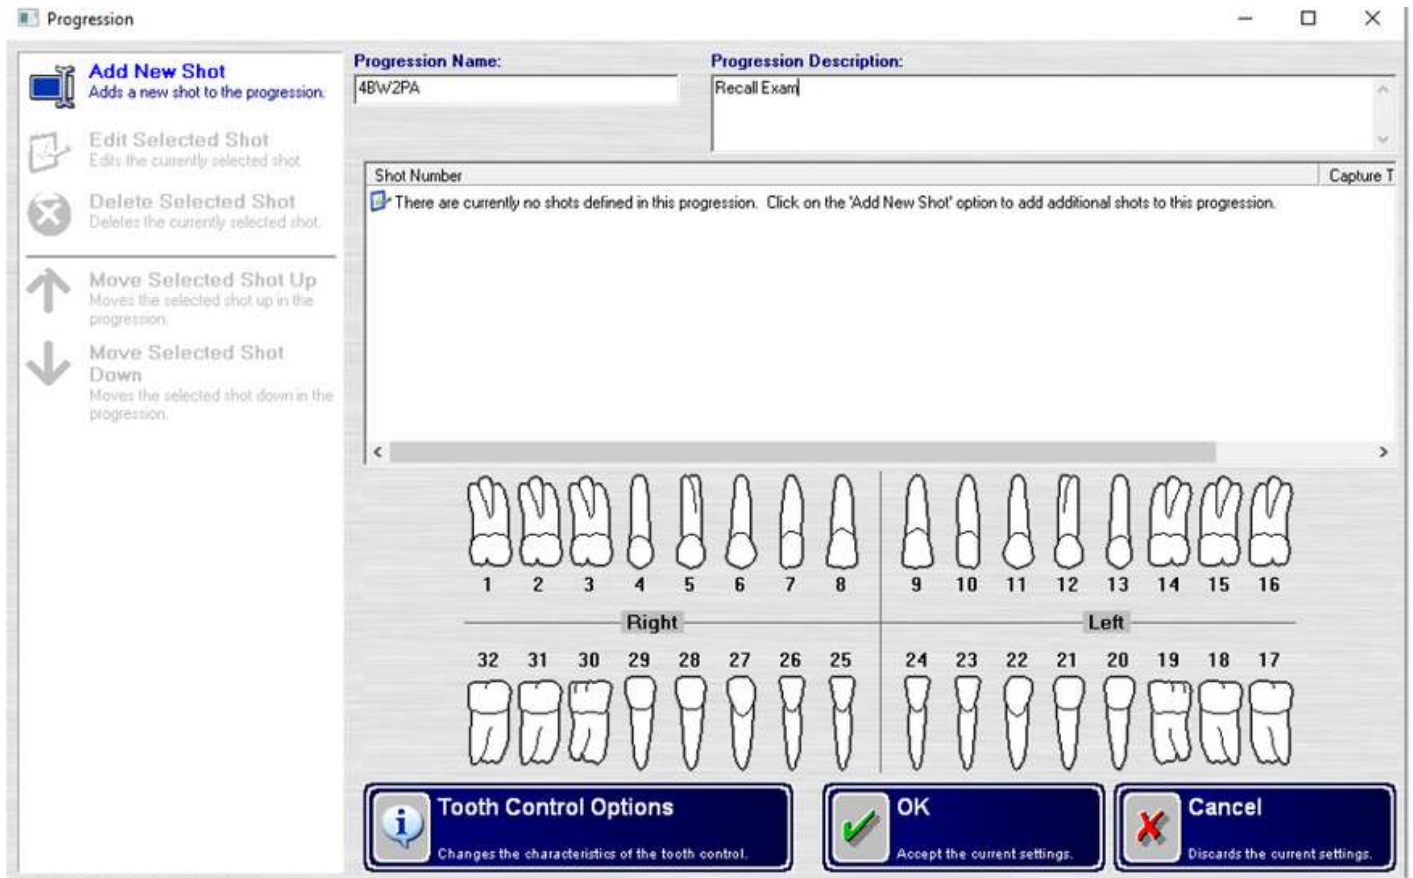 Progression
Add New Shot
Adds a new shot to the progression.
Edit Selected Shot
Edits the currently selected shot
Delete Selected Shot
Deletes the currently selected shot.
Move Selected Shot Up
Moves the selected shot up in the
progression.
Move Selected Shot
Down
Moves the selected shot down in the
progression.
Progression Name:
4BW2PA
Progression Description:
Recall Exam
Shot Number
Capture T
There are currently no shots defined in this progression. Click on the 'Add New Shot' option to add additional shots to this progression.
1 2 3 4 5 6 7 8 9 10 11 12 13 14 15 16
Right Left
32 31 30 29 28 27 26 25 24 23 22 21 20 19 18 17
Tooth Control Options
Changes the characteristics of the tooth control.
OK
Accept the current settings.
Cancel
Discards the current settings.